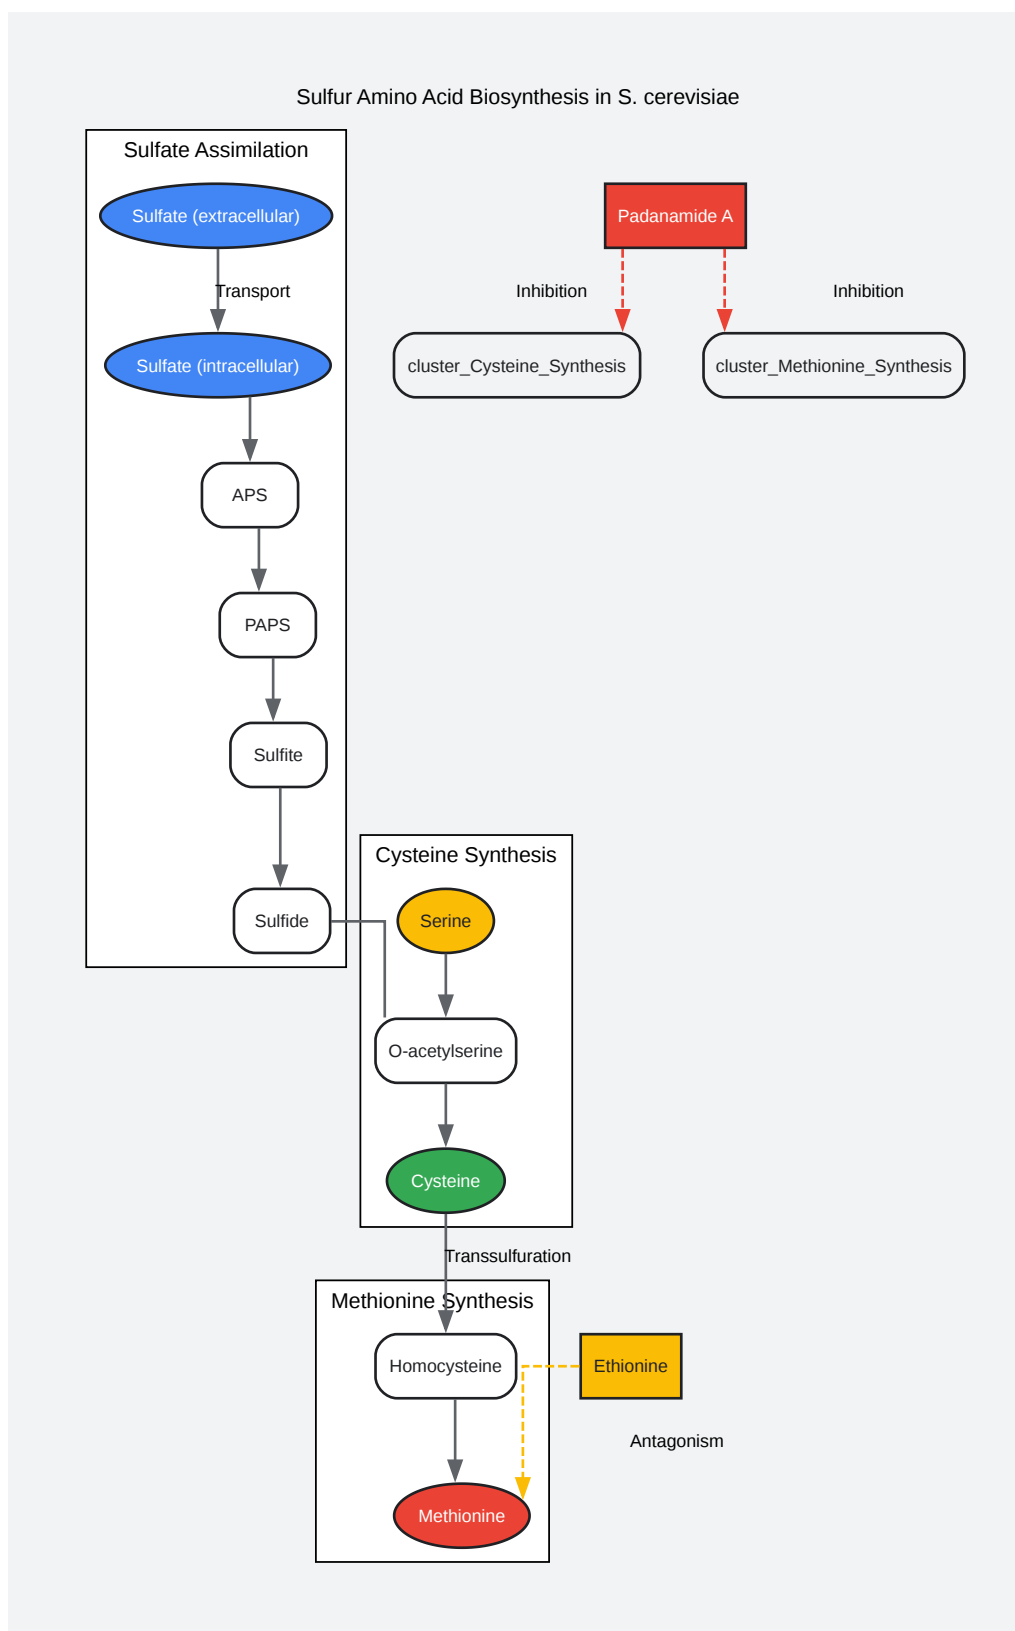 Sulfur Amino Acid Biosynthesis in S. cerevisiae
Sulfate Assimilation
Sulfate (extracellular)
Padanamide A
Transport
Inhibition
Inhibition
Sulfate (intracellular)
cluster_Cysteine_Synthesis
cluster_Methionine_Synthesis
APS
PAPS
Sulfite
Cysteine Synthesis
Sulfide
Serine
O-acetylserine
Cysteine
Transsulfuration
Methionine Synthesis
Homocysteine
Ethionine
Antagonism
Methionine